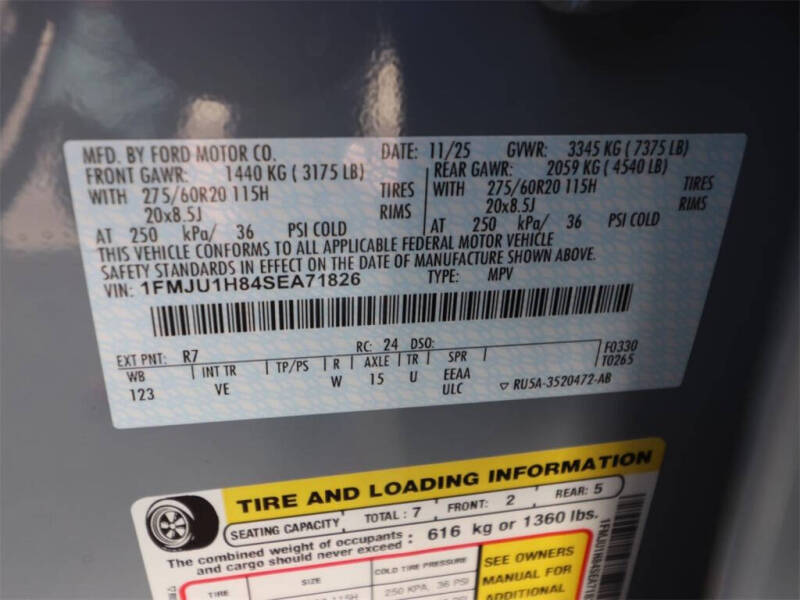 MFD. BY FORD MOTOR CO. DATE: 11/25 GVWR: 3345 KG ( 7375 LB)
FRONT GAWR: 1440 KG ( 3175 LB) REAR GAWR: 2059 KG ( 4540 LB)
WITH 275/60R20 115H TIRES WITH 275/60R20 115H TIRES
20x8.5J RIMS 20x8.5J RIMS
AT 250 kPa/ 36 PSI COLD AT 250 kPa/ 36 PSI COLD
THIS VEHICLE CONFORMS TO ALL APPLICABLE FEDERAL MOTOR VEHICLE
SAFETY STANDARDS IN EFFECT ON THE DATE OF MANUFACTURE SHOWN ABOVE.
VIN: 1FMJU1H84SEA71826 TYPE: MPV
EXT PNT: R7 RC: 24 DSO: F0330
T0265
WB INT TR TP/PS R AXLE TR SPR
123 VE W 15 U EEAA
ULC RU5A-3520472-AB
TIRE AND LOADING INFORMATION
SEATING CAPACITY TOTAL : 7 FRONT: 2 REAR: 5
The combined weight of occupants and cargo should never exceed : 616 kg or 1360 lbs.
TIRE SIZE COLD TIRE PRESSURE
115H 250 KPA, 36 PSI
SEE OWNERS
MANUAL FOR
ADDITIONAL